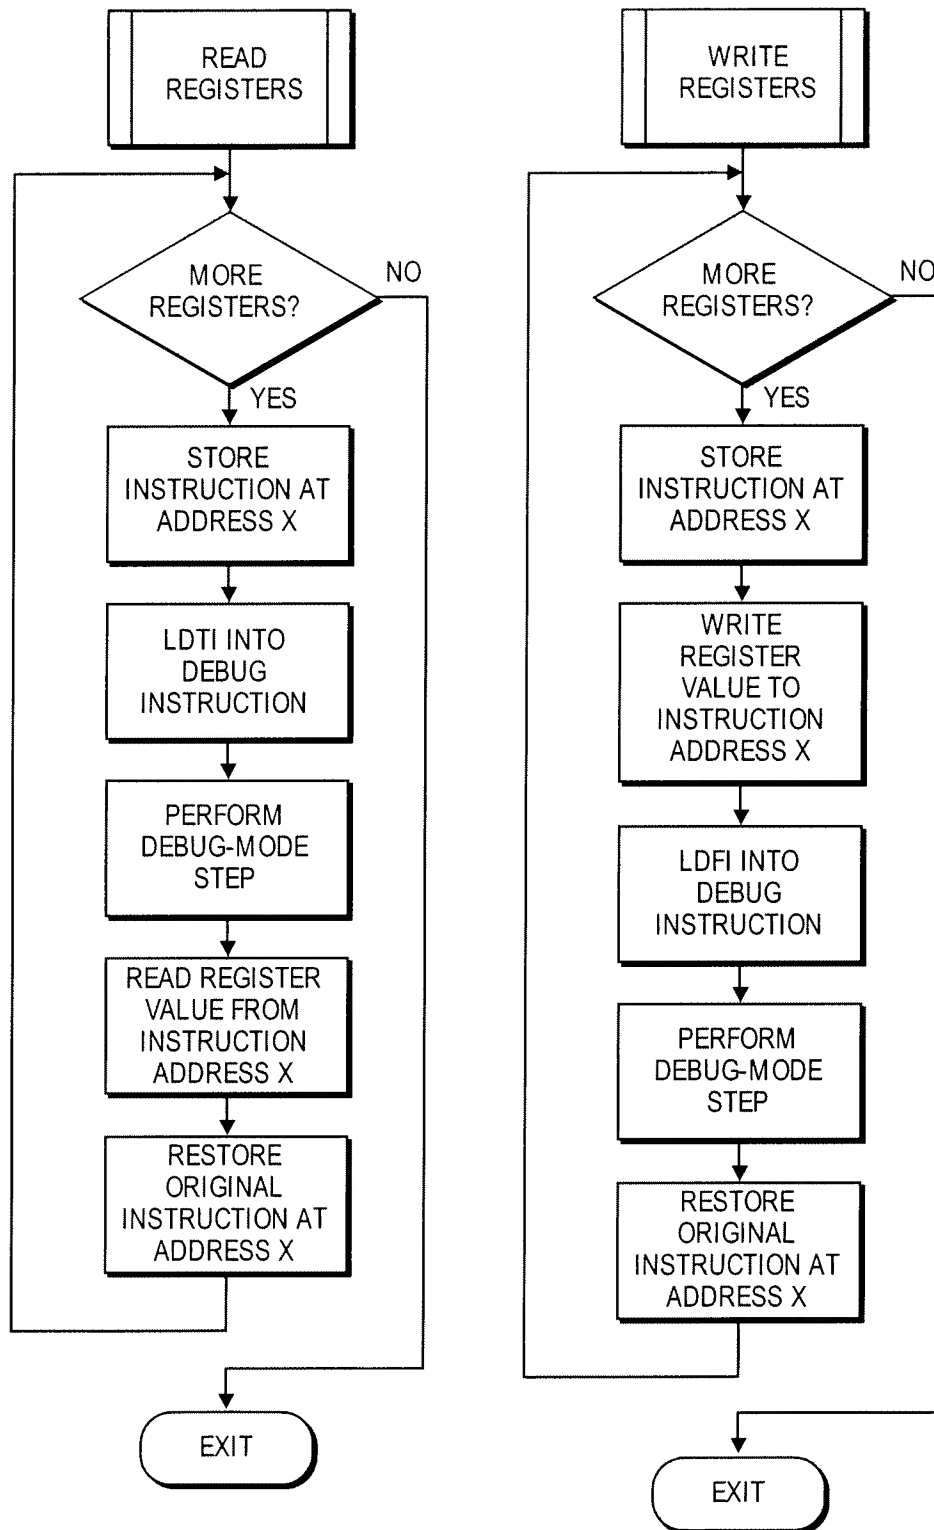 READ
REGISTERS
MORE
REGISTERS?
NO
YES
STORE
INSTRUCTION AT
ADDRESS X
LDTI INTO
DEBUG
INSTRUCTION
PERFORM
DEBUG-MODE
STEP
READ REGISTER
VALUE FROM
INSTRUCTION
ADDRESS X
RESTORE
ORIGINAL
INSTRUCTION AT
ADDRESS X
EXIT
WRITE
REGISTERS
MORE
REGISTERS?
NO
YES
STORE
INSTRUCTION AT
ADDRESS X
WRITE
REGISTER
VALUE TO
INSTRUCTION
ADDRESS X
LDFI INTO
DEBUG
INSTRUCTION
PERFORM
DEBUG-MODE
STEP
RESTORE
ORIGINAL
INSTRUCTION AT
ADDRESS X
EXIT